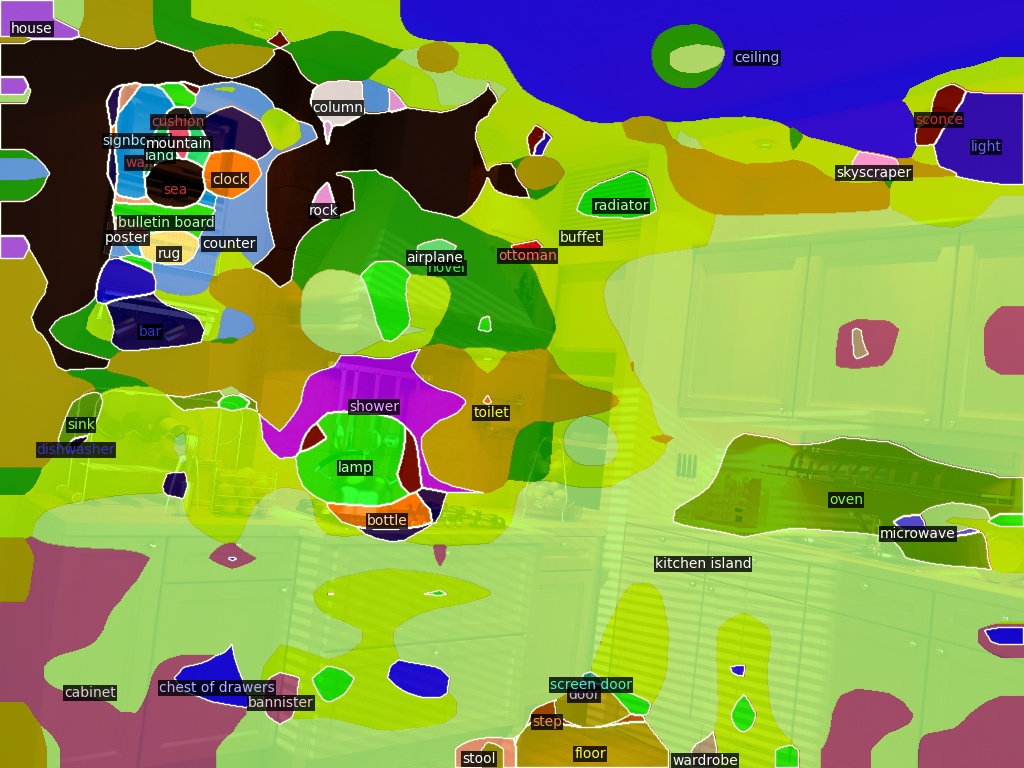 house
ceiling
column
cushion
sconce
signbo
mountain
light
land
wa
skyscraper
clock
sea
radiator
rock
bulletin board
poster
counter
buffet
rug
airplane
ottoman
hovel
bar
shower
toilet
sink
dishwasher
lamp
oven
bottle
microwave
kitchen island
screen door
door
chest of drawers
cabinet
bannister
step
stool
floor
wardrobe